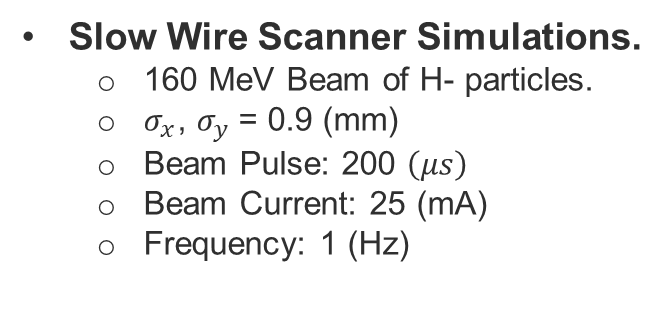 • Slow Wire Scanner Simulations.
○ 160 MeV Beam of H- particles.
○ σx, σy = 0.9 (mm)
○ Beam Pulse: 200 (μs)
○ Beam Current: 25 (mA)
○ Frequency: 1 (Hz)